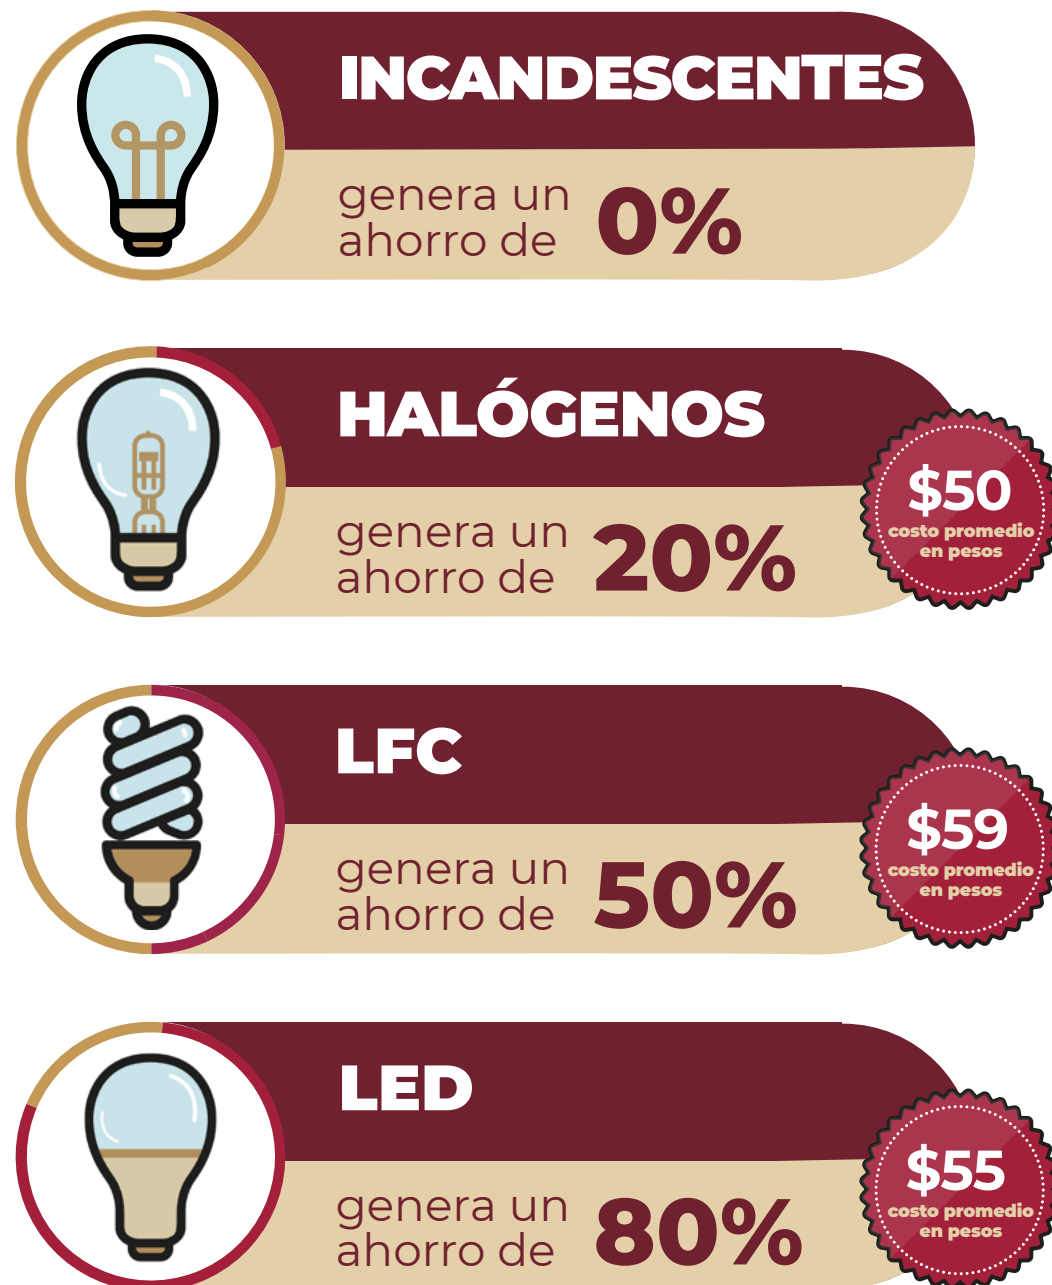 INCANDESCENTES
genera un
ahorro de
0%
HALÓGENOS
genera un
ahorro de
20%
$50
costo promedio
en pesos
LFC
genera un
ahorro de
50%
$59
costo promedio
en pesos
LED
genera un
ahorro de
80%
$55
costo promedio
en pesos